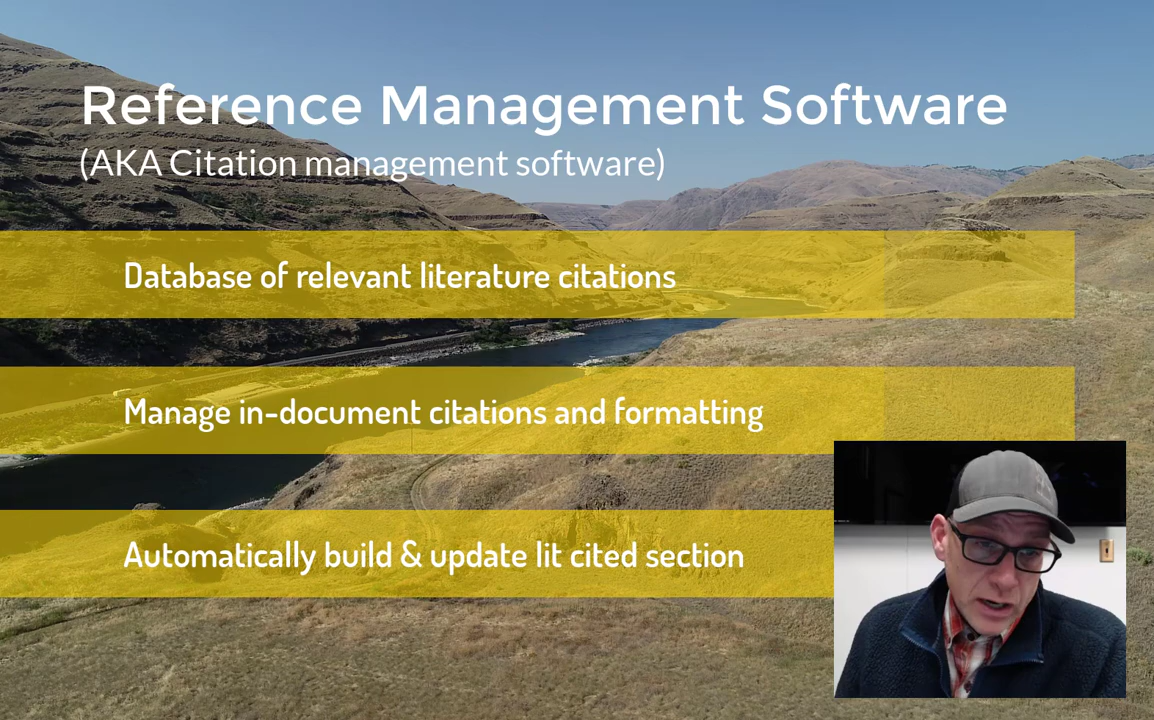 Reference Management Software
(AKA Citation management software)
Database of relevant literature citations
Manage in-document citations and formatting
Automatically build & update lit cited section